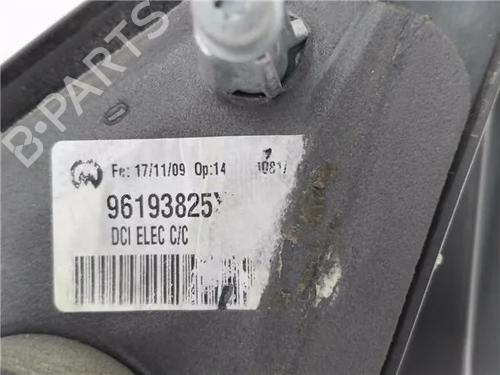 B-PARTS
Fe: 17/11/09 Op:14
96193825
DCI ELEC C/C